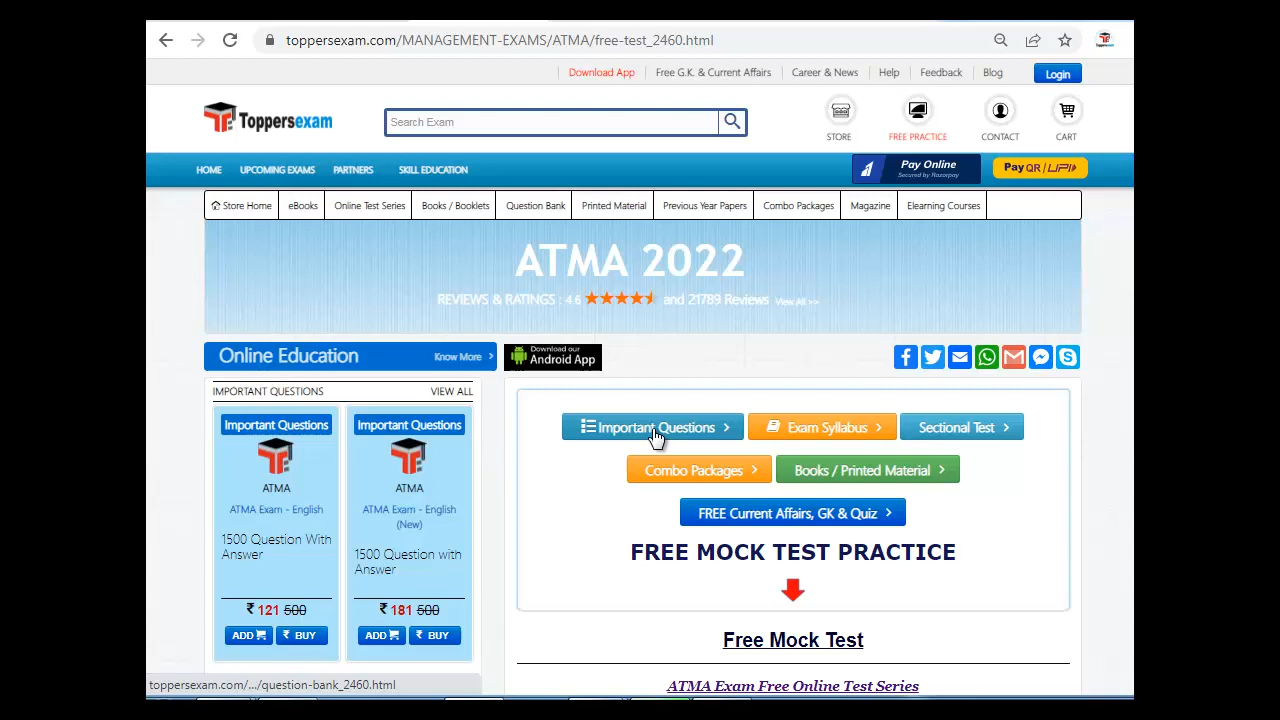 toppersexam.com/MANAGEMENT-EXAMS/ATMA/free-test_2460.html
Download App
Free G.K. & Current Affairs
Career & News
Help
Feedback
Blog
Login
Toppersexam
Search Exam
STORE
FREE PRACTICE
CONTACT
CART
HOME
UPCOMING EXAMS
PARTNERS
SKILL EDUCATION
Pay Online
Secured by Razorpay
Pay QR / UPI
Store Home
eBooks
Online Test Series
Books / Booklets
Question Bank
Printed Material
Previous Year Papers
Combo Packages
Magazine
Elearning Courses
ATMA 2022
REVIEWS & RATINGS : 4.6 and 21789 Reviews View All >>
Online Education
Know More >
Download our
Android App
IMPORTANT QUESTIONS
VIEW ALL
Important Questions
ATMA
ATMA Exam - English
1500 Question With
Answer
₹ 121 500
ADD
₹ BUY
Important Questions
ATMA
ATMA Exam - English
(New)
1500 Question with
Answer
₹ 181 500
ADD
₹ BUY
Important Questions >
Exam Syllabus >
Sectional Test >
Combo Packages >
Books / Printed Material >
FREE Current Affairs, GK & Quiz >
FREE MOCK TEST PRACTICE
Free Mock Test
ATMA Exam Free Online Test Series
toppersexam.com/.../question-bank_2460.html